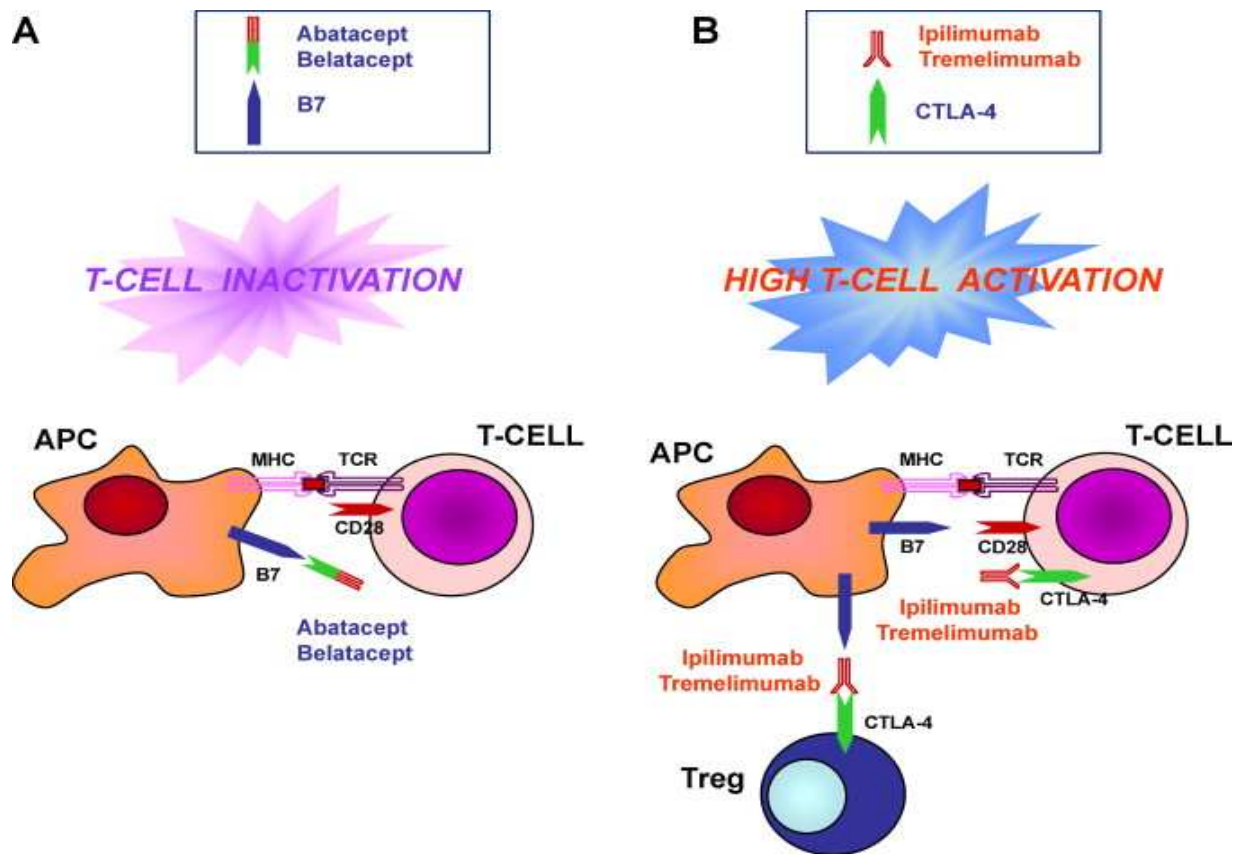 A
Abatacept
Belatacept
B7
T-CELL INACTIVATION
APC
T-CELL
MHC
TCR
CD28
B7
Abatacept
Belatacept
B
Ipilimumab
Tremelimumab
CTLA-4
HIGH T-CELL ACTIVATION
APC
T-CELL
MHC
TCR
B7
CD28
CTLA-4
Ipilimumab
Tremelimumab
Ipilimumab
Tremelimumab
CTLA-4
Treg